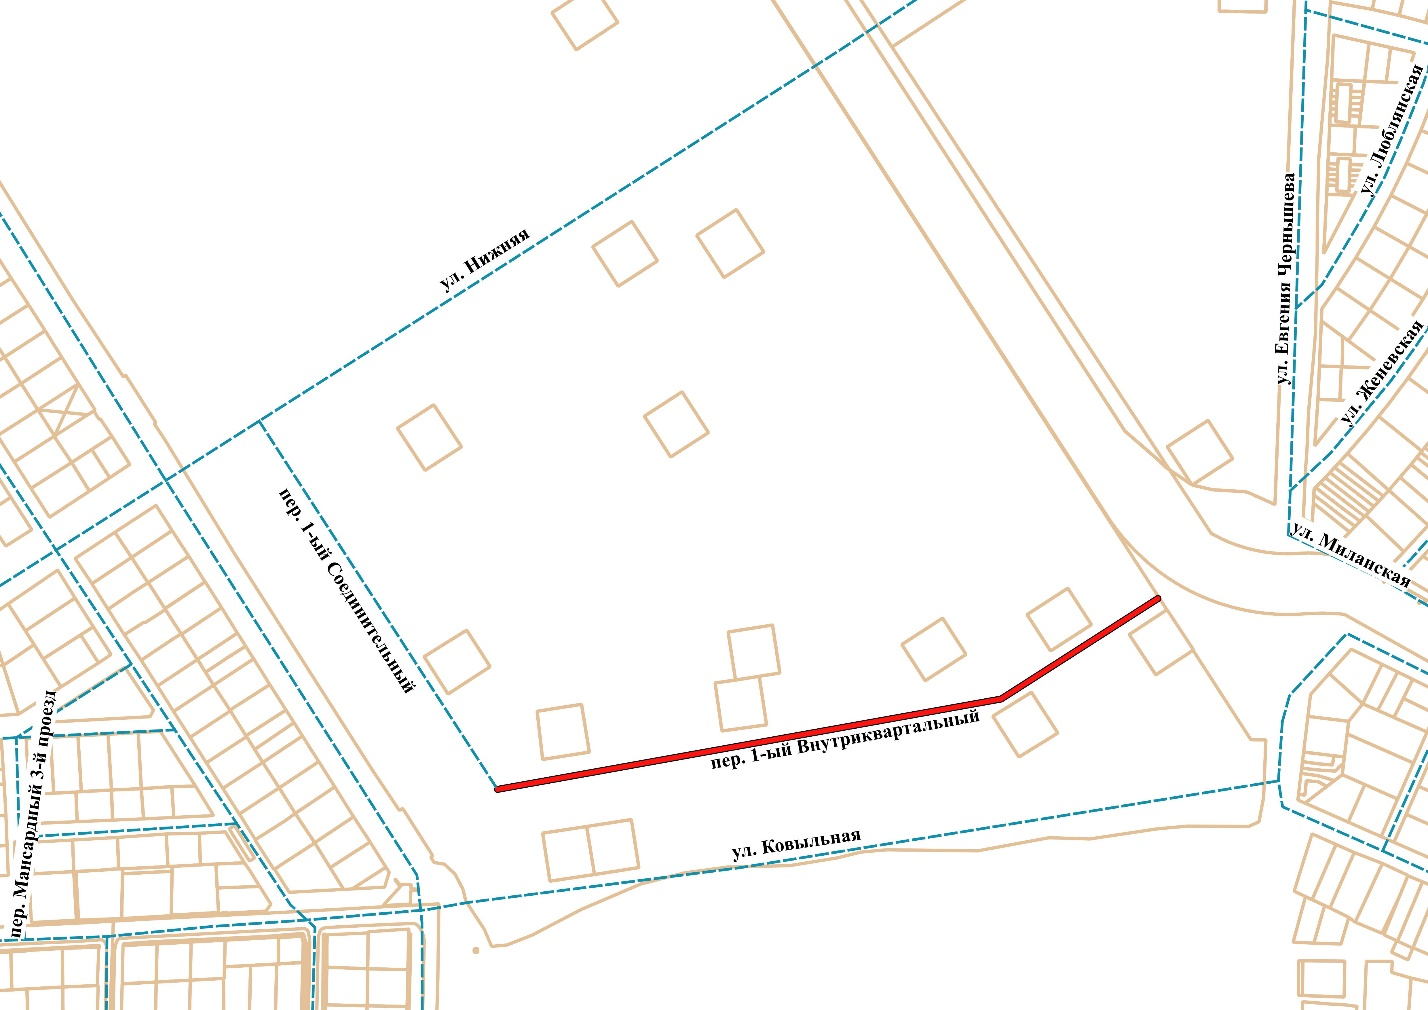 ул. Люблянская
ул. Нижняя
ул. Евгения Чернышева
ул. Женевская
пер. 1-ый Соединительный
ул. Миланская
пер. 1-ый Внутриквартальный
пер. Мансардный 3-й проезд
ул. Ковыльная